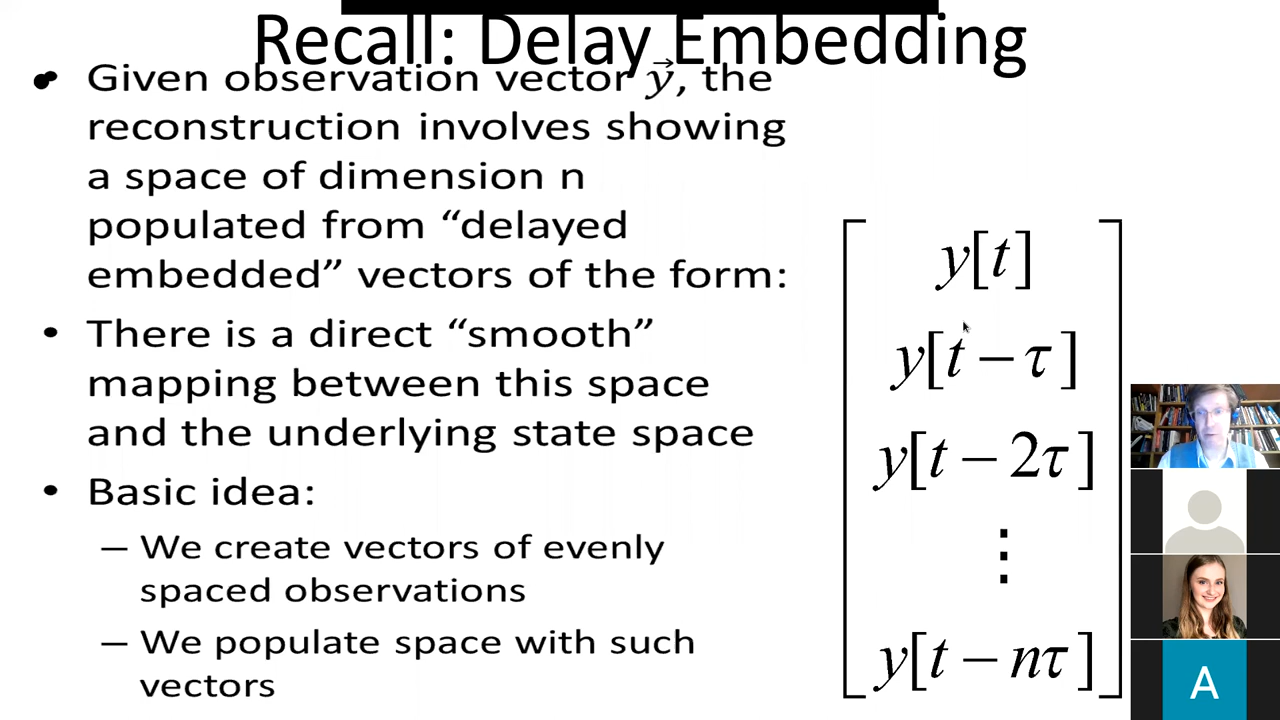 Recall: Delay Embedding
• Given observation vector y⃗, the
reconstruction involves showing
a space of dimension n
populated from “delayed
embedded” vectors of the form:
• There is a direct “smooth”
mapping between this space
and the underlying state space
• Basic idea:
– We create vectors of evenly
spaced observations
– We populate space with such
vectors
y[t]
y[t − τ]
y[t − 2τ]
⋮
y[t − nτ]
A